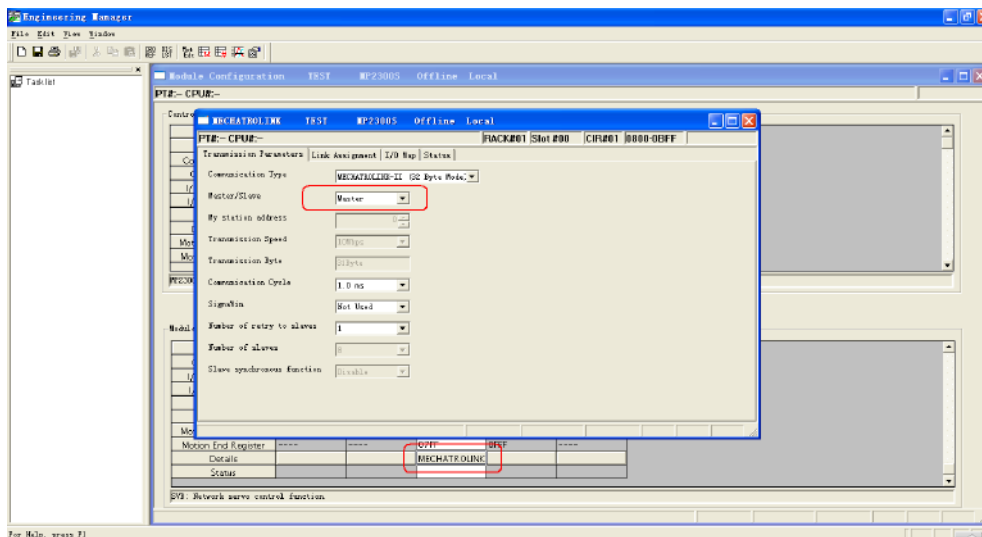 Engineering Manager
File Edit View Window
Tasklist
Module Configuration TEST MP2300S Offline Local
PT#:– CPU#:–
MECHATROLINK TEST MP2300S Offline Local
PT#:– CPU#:– RACK#01 Slot #00 CIR#01 0800-0BFF
Transmission Parameters Link Assignment I/O Map Status
Communication Type MECHATROLINK-II (32 Byte Mode)
Master/Slave Master
My station address 0
Transmission Speed 10Mbps
Transmission Byte 31Byte
Communication Cycle 1.0 ms
SigmaWin Not Used
Number of retry to slaves 1
Number of slaves
Slave synchronous function Disable
Motion End Register ---- ---- 07FF 0FFF ----
Details MECHATROLINK
Status
SVB: Network servo control function.
For Help, press F1